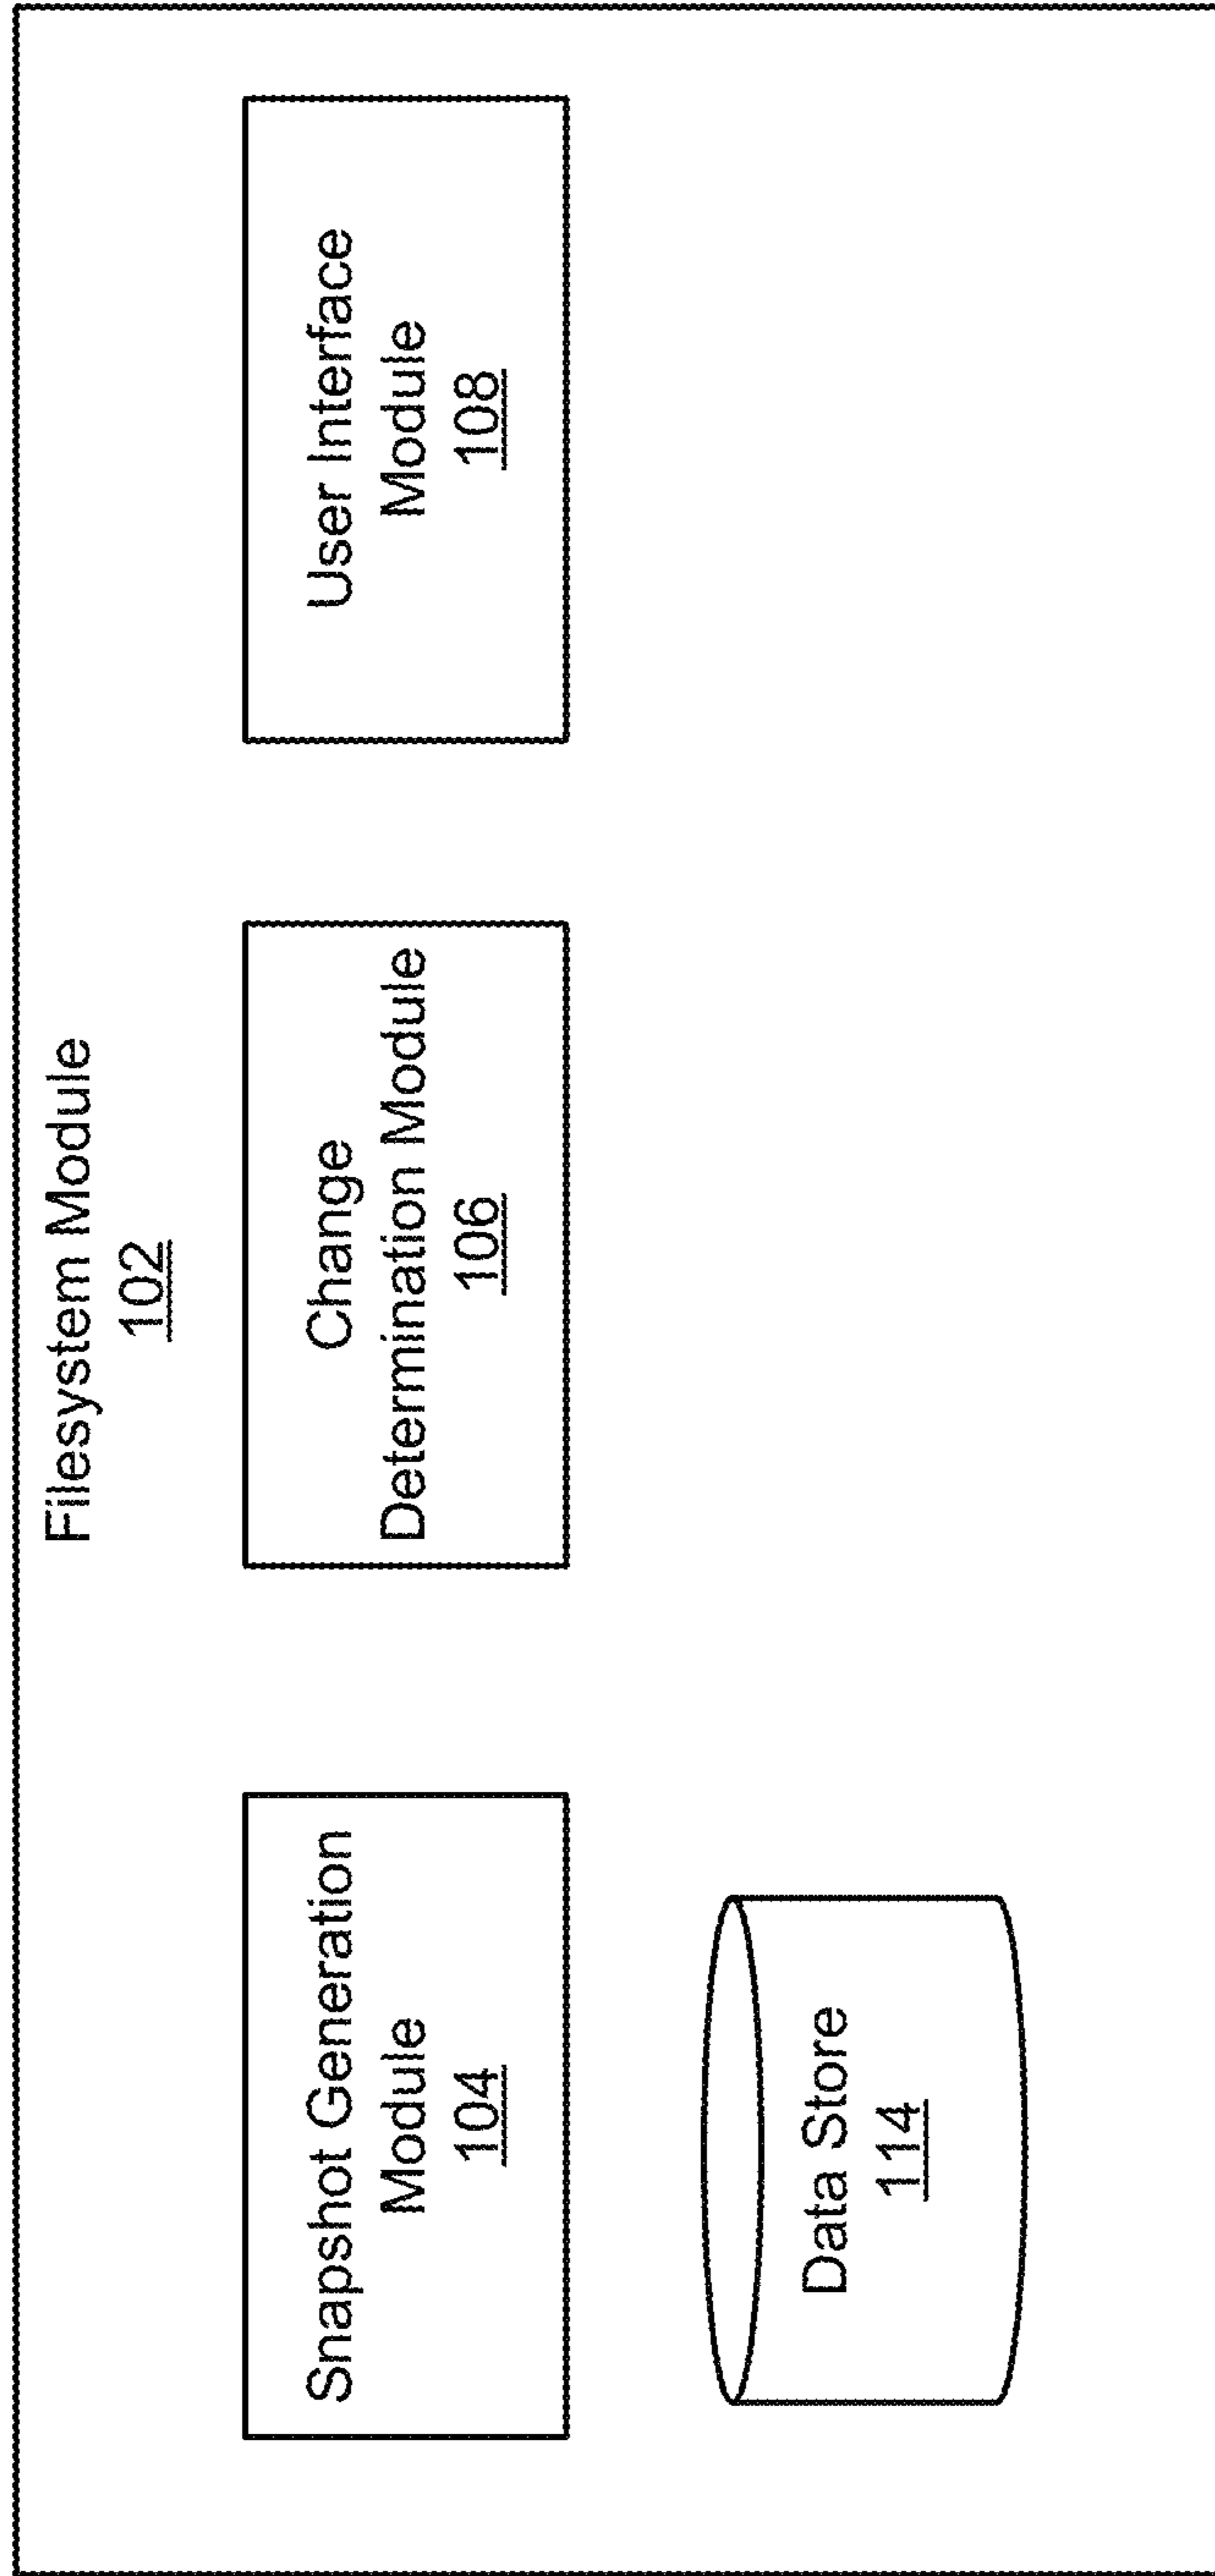 Filesystem Module
102
Snapshot Generation
Module
104
Change
Determination Module
106
User Interface
Module
108
Data Store
114